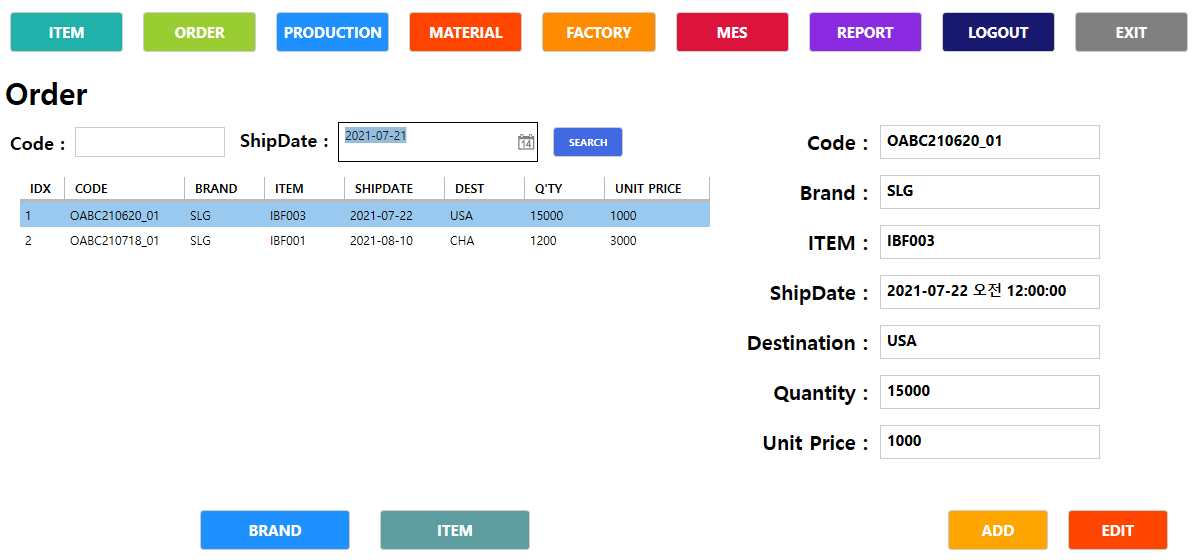 ITEM ORDER PRODUCTION MATERIAL FACTORY MES REPORT LOGOUT EXIT
Order
Code : ShipDate : 2021-07-21 14 SEARCH
IDX CODE BRAND ITEM SHIPDATE DEST Q'TY UNIT PRICE
1 OABC210620_01 SLG IBF003 2021-07-22 USA 15000 1000
2 OABC210718_01 SLG IBF001 2021-08-10 CHA 1200 3000
Code : OABC210620_01
Brand : SLG
ITEM : IBF003
ShipDate : 2021-07-22 오전 12:00:00
Destination : USA
Quantity : 15000
Unit Price : 1000
BRAND ITEM ADD EDIT